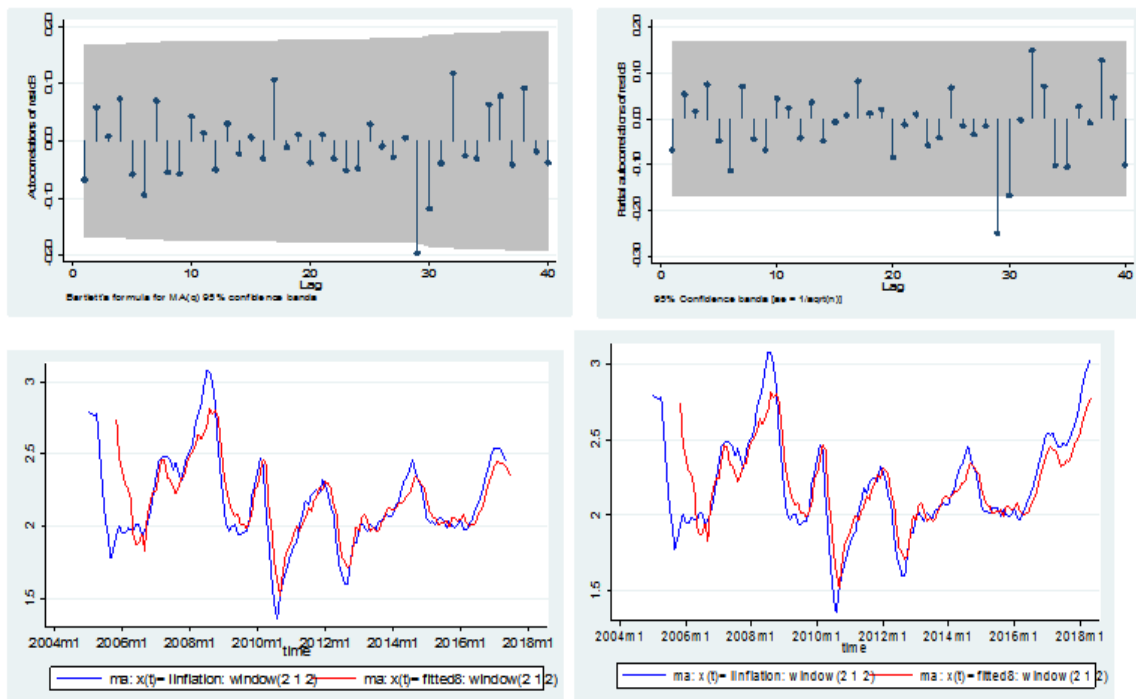 Autocorrelations of resid8
0.20
0.10
0.00
-0.10
-0.20
0 10 20 30 40
Lag
Bartlett's formula for MA(q) 95% confidence bands
Partial autocorrelations of resid8
0.20
0.10
0.00
-0.10
-0.20
-0.30
0 10 20 30 40
Lag
95% Confidence bands [se = 1/sqrt(n)]
3
2.5
2
1.5
2004m1 2006m1 2008m1 2010m1 2012m1 2014m1 2016m1 2018m1
time
ma: x(t)= linflation: window(2 1 2) ma: x(t)= fitted8: window(2 1 2)
3
2.5
2
1.5
2004m1 2006m1 2008m1 2010m1 2012m1 2014m1 2016m1 2018m1
time
ma: x(t)= linflation: window(2 1 2) ma: x(t)= fitted8: window(2 1 2)